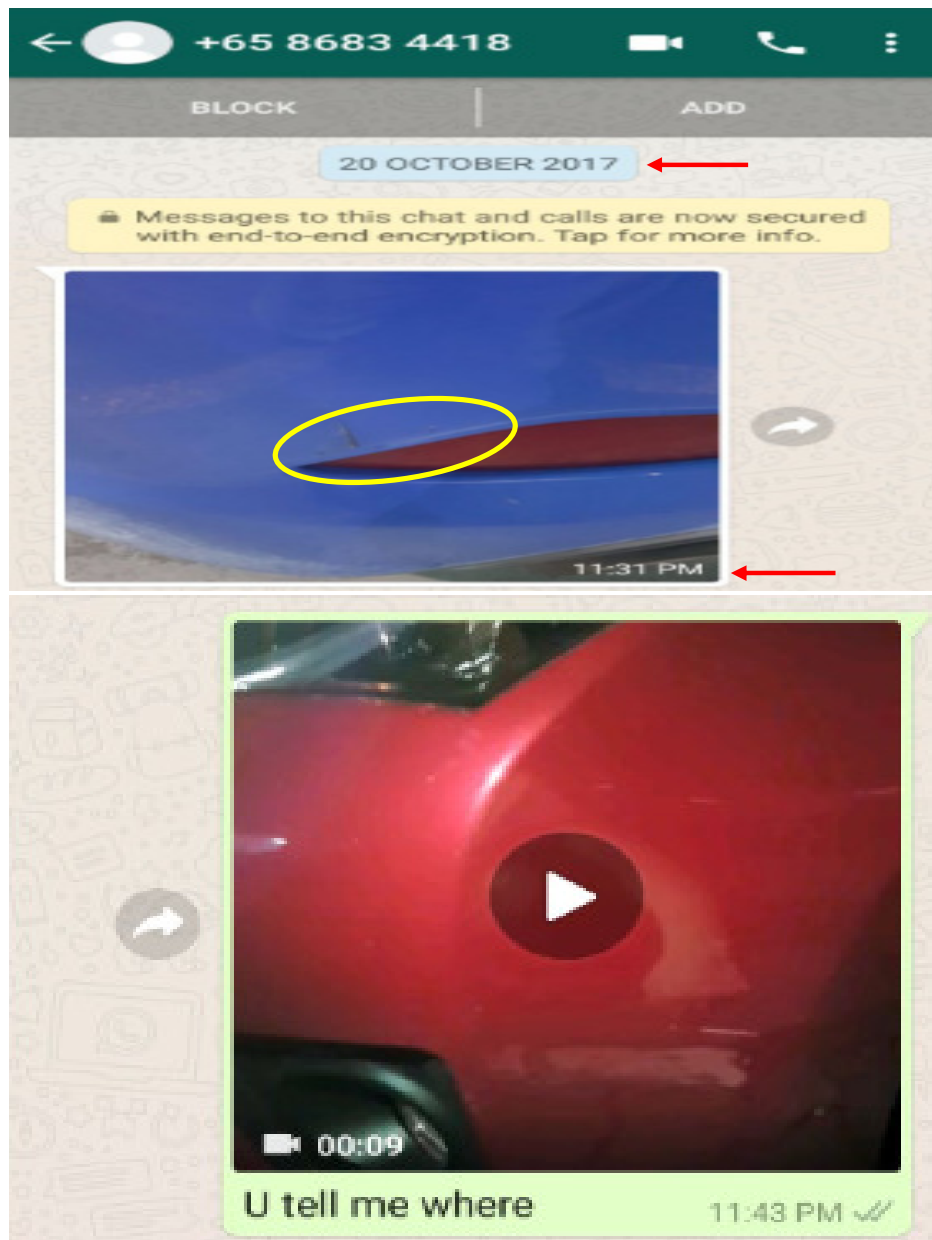 +65 8683 4418
BLOCK
ADD
20 OCTOBER 2017
Messages to this chat and calls are now secured
with end-to-end encryption. Tap for more info.
11:31 PM
00:09
U tell me where
11:43 PM